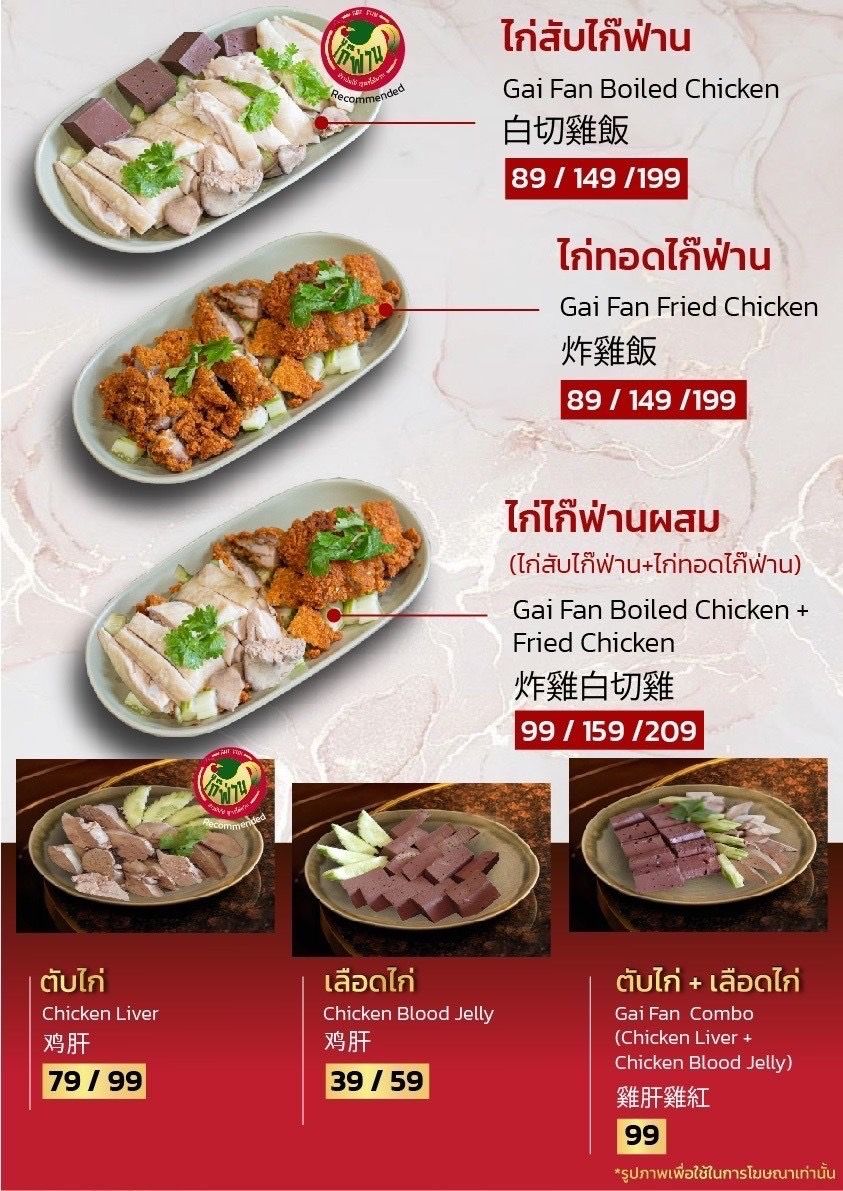 ไก๊ฟ่าน
Recommended
ไก่สับไก๊ฟ่าน
Gai Fan Boiled Chicken
白切雞飯
89 / 149 /199
ไก่ทอดไก๊ฟ่าน
Gai Fan Fried Chicken
炸雞飯
89 / 149 /199
ไก่ไก๊ฟ่านผสม
(ไก่สับไก๊ฟ่าน+ไก่ทอดไก๊ฟ่าน)
Gai Fan Boiled Chicken +
Fried Chicken
炸雞白切雞
99 / 159 /209
ไก๊ฟ่าน
Recommended
ตับไก่
Chicken Liver
鸡肝
79 / 99
เลือดไก่
Chicken Blood Jelly
鸡肝
39 / 59
ตับไก่ + เลือดไก่
Gai Fan Combo
(Chicken Liver +
Chicken Blood Jelly)
雞肝雞紅
99
*รูปภาพเพื่อใช้ในการโฆษณาเท่านั้น